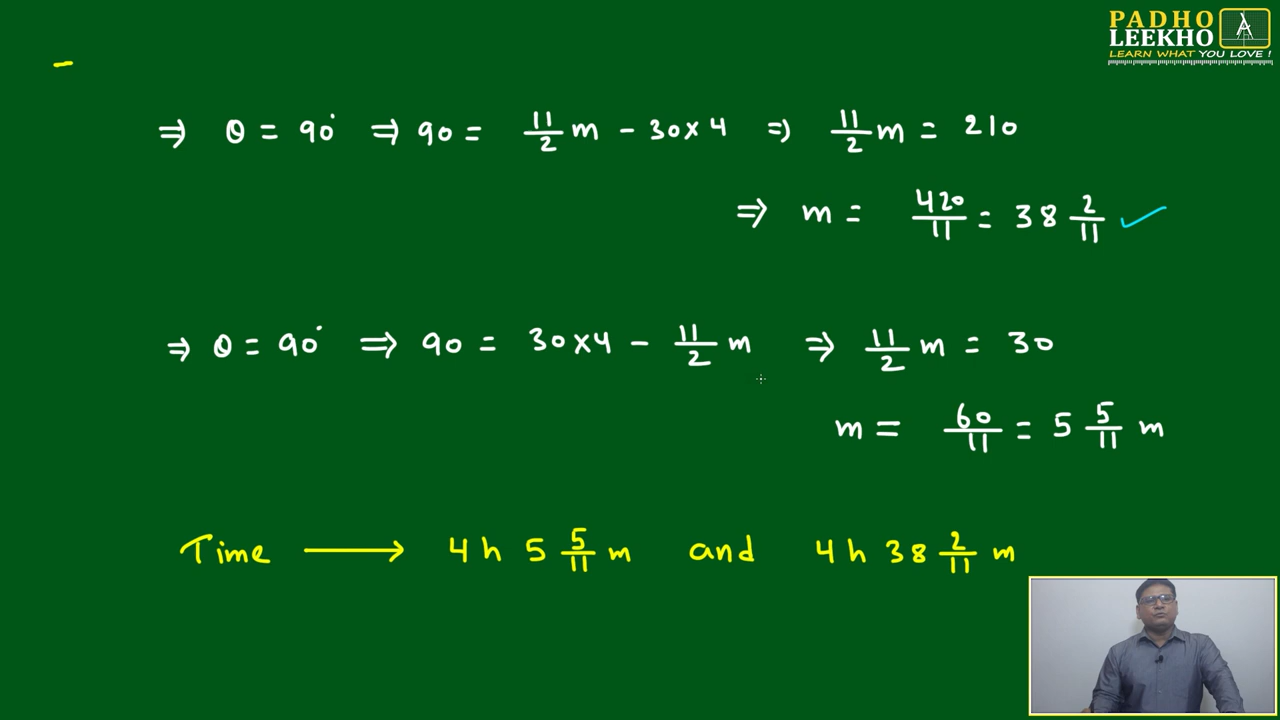 PADHO
LEEKHO
LEARN WHAT YOU LOVE !
⇒ θ = 90° ⇒ 90 = 11/2 m − 30×4 ⇒ 11/2 m = 210
⇒ m = 420/11 = 38 2/11 ✓
⇒ θ = 90° ⇒ 90 = 30×4 − 11/2 m ⇒ 11/2 m = 30
m = 60/11 = 5 5/11 m
Time → 4 h 5 5/11 m and 4 h 38 2/11 m